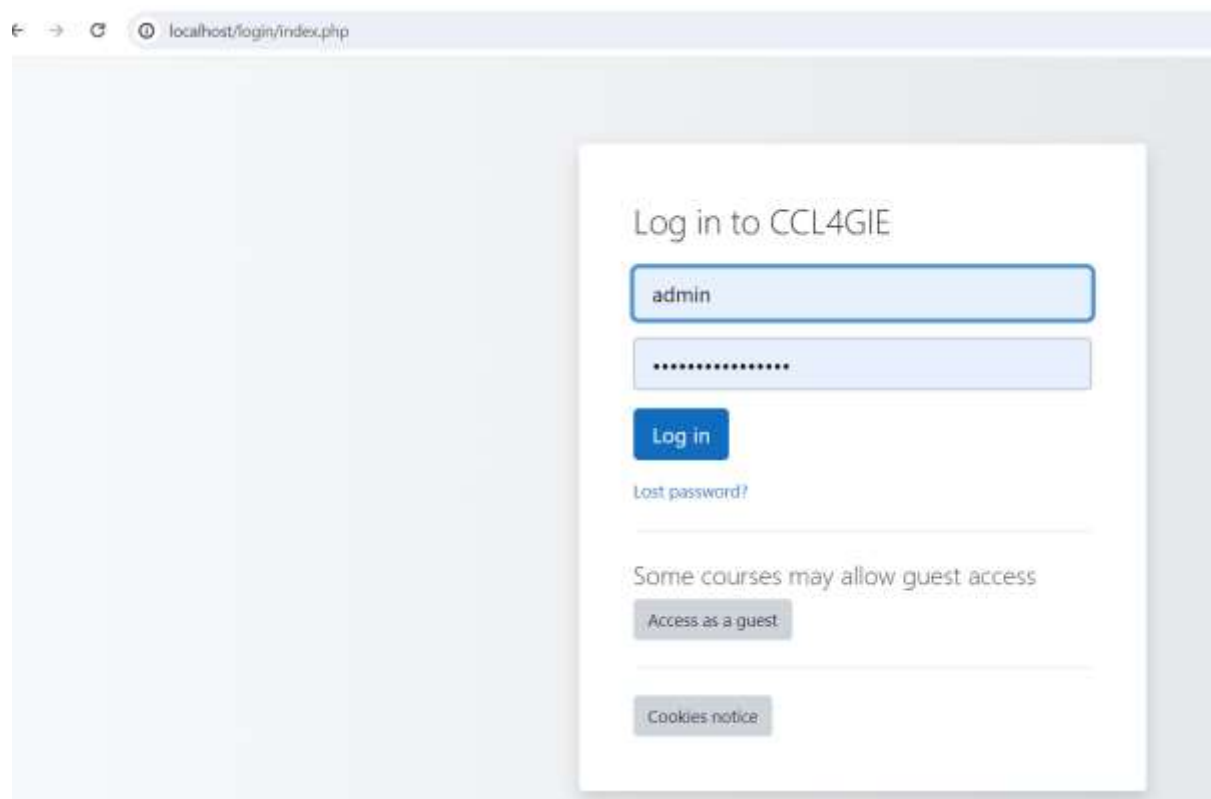 localhost/login/index.php
Log in to CCL4GIE
admin
••••••••••••••••
Log in
Lost password?
Some courses may allow guest access
Access as a guest
Cookies notice